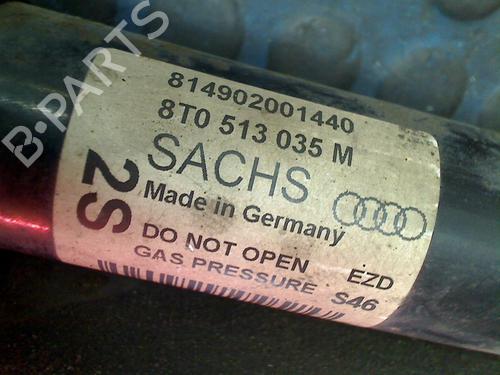 814902001440
8T0 513 035 M
SACHS
Made in Germany
2S
DO NOT OPEN EZD
GAS PRESSURE S46
B-PARTS